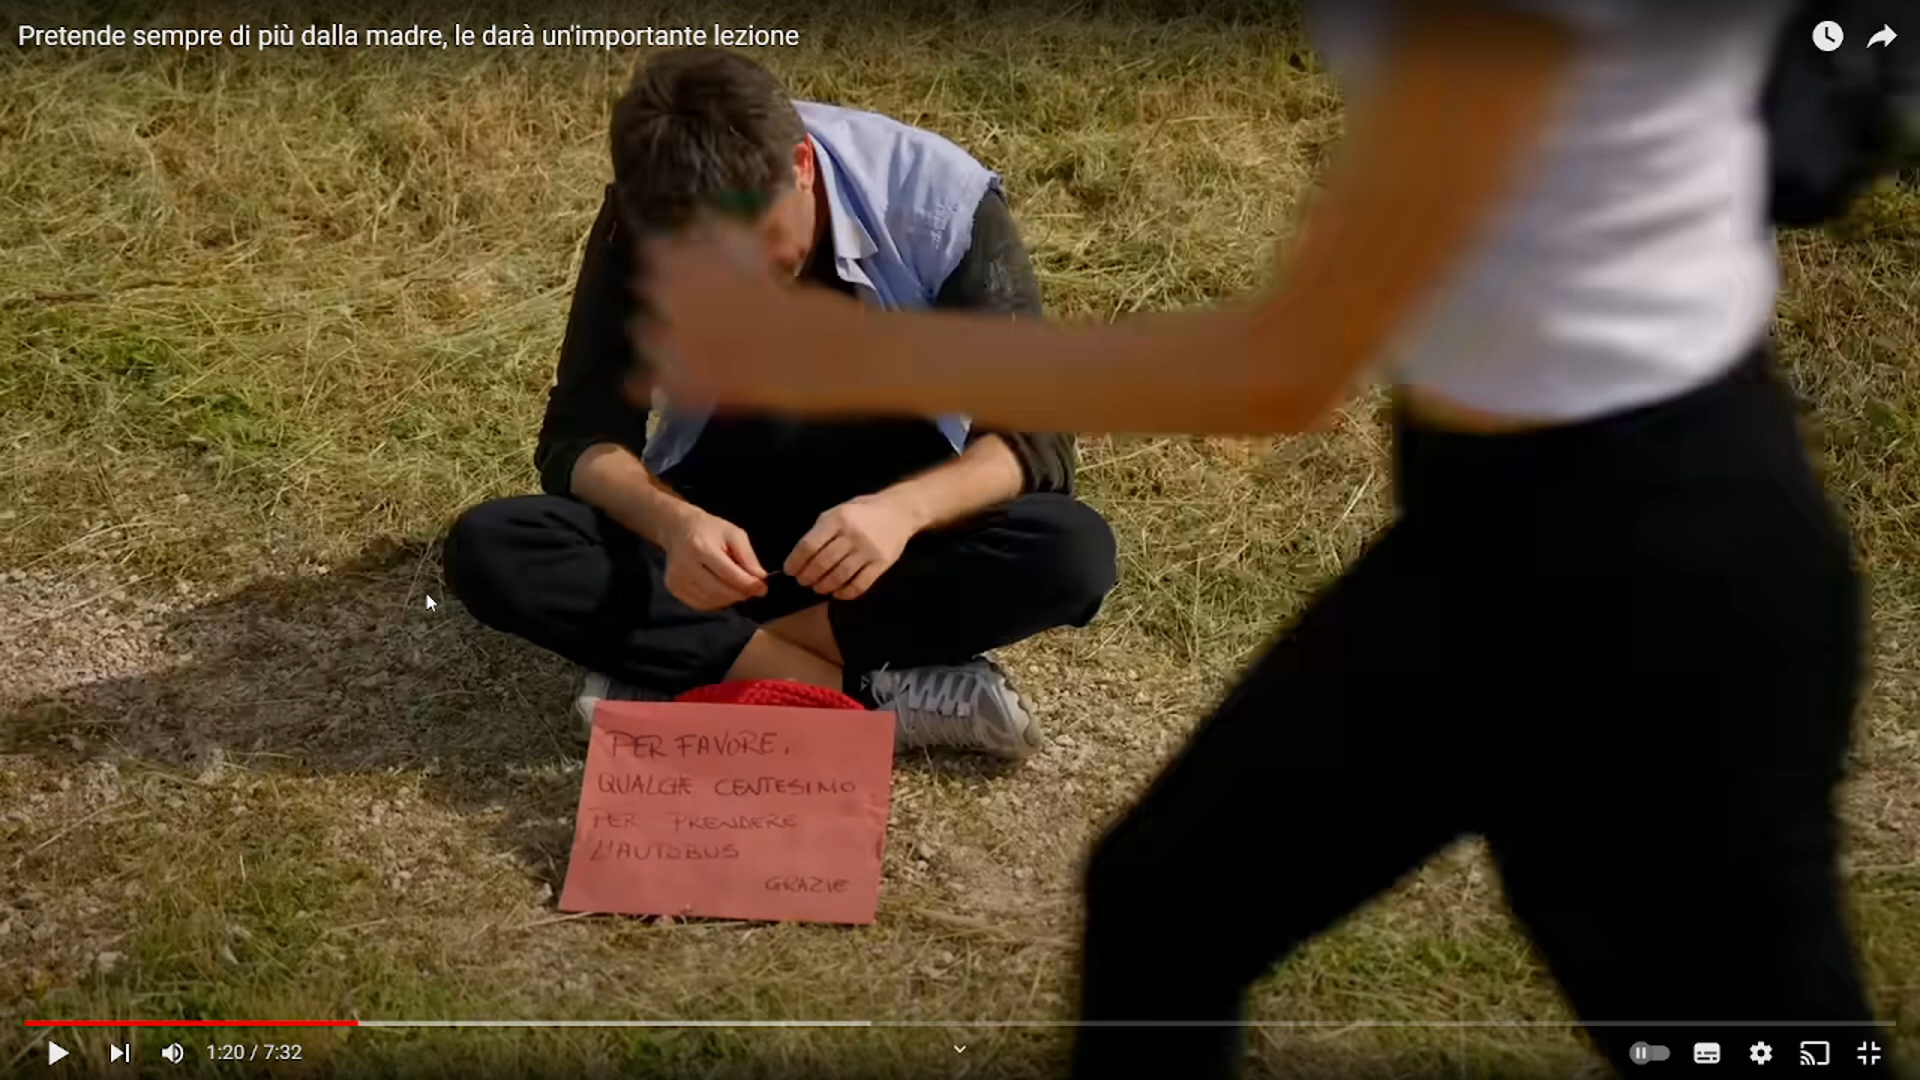 Pretende sempre di più dalla madre, le darà un'importante lezione
PER FAVORE,
QUALCHE CENTESIMO
PER PRENDERE
L'AUTOBUS
GRAZIE
1:20 / 7:32